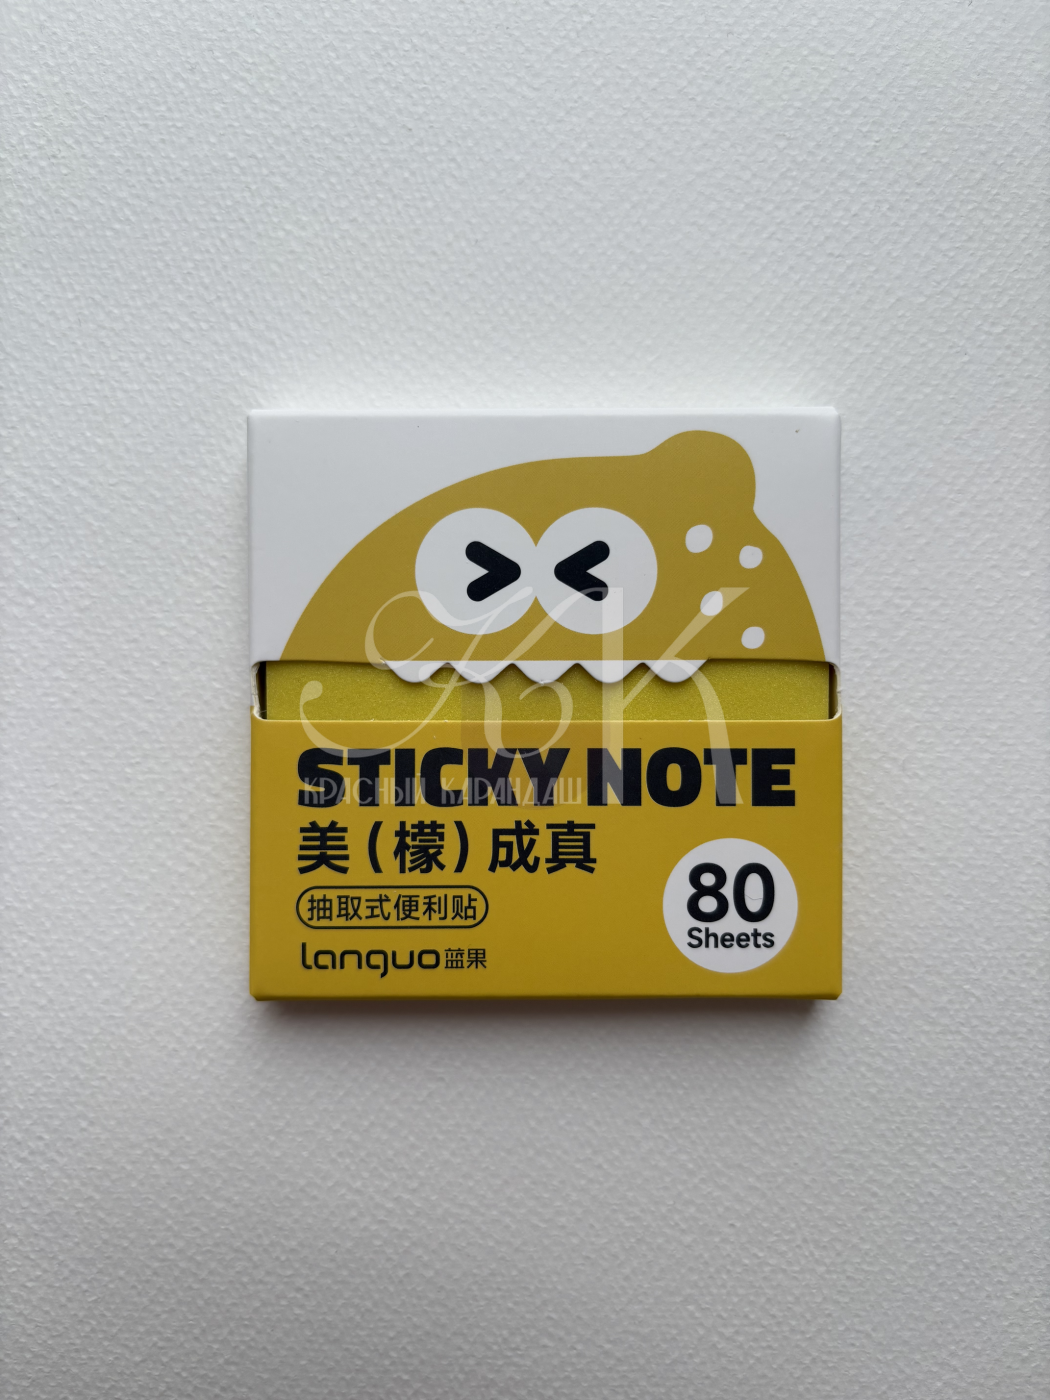 STICKY NOTE
КРАСНЫЙ КАРАНДАШ
美(檬)成真
抽取式便利贴
languo蓝果
80
Sheets
KK